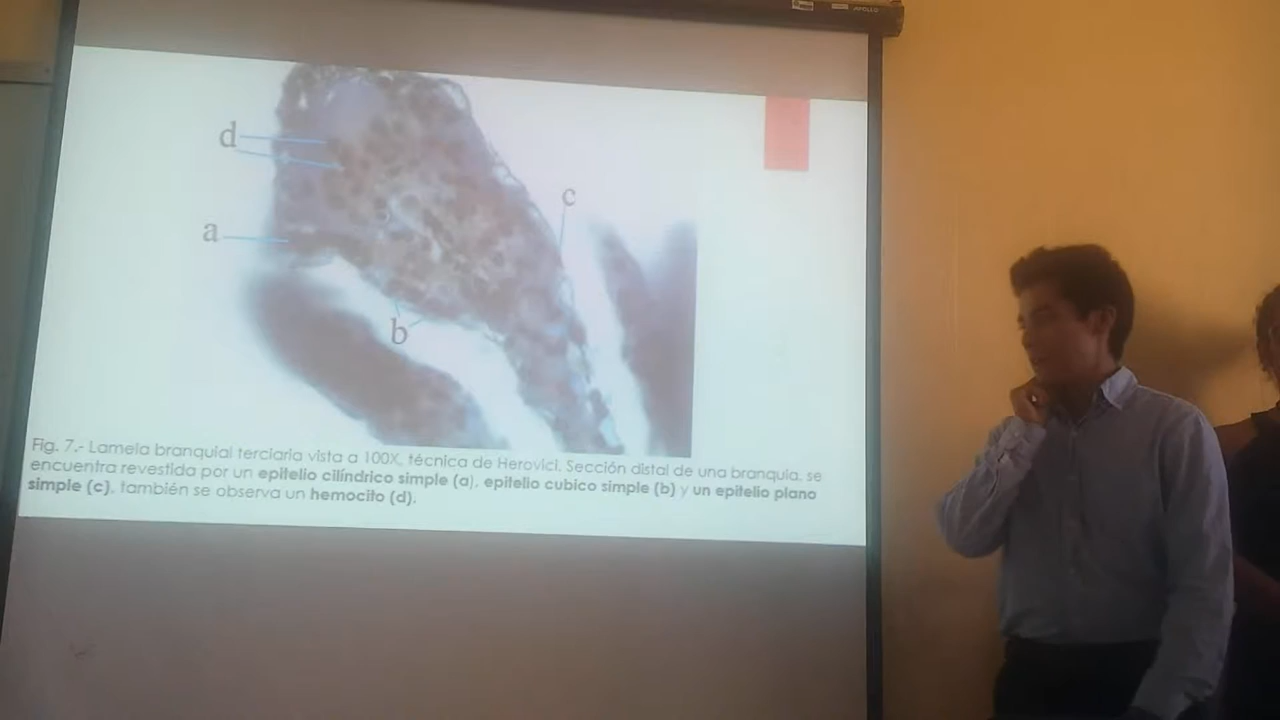 APOLLO
d
c
a
b
Fig. 7.- Lamela branquial terciaria vista a 100X, técnica de Herovici. Sección distal de una branquia, se
encuentra revestida por un epitelio cilíndrico simple (a), epitelio cubico simple (b) y un epitelio plano
simple (c), también se observa un hemocito (d).